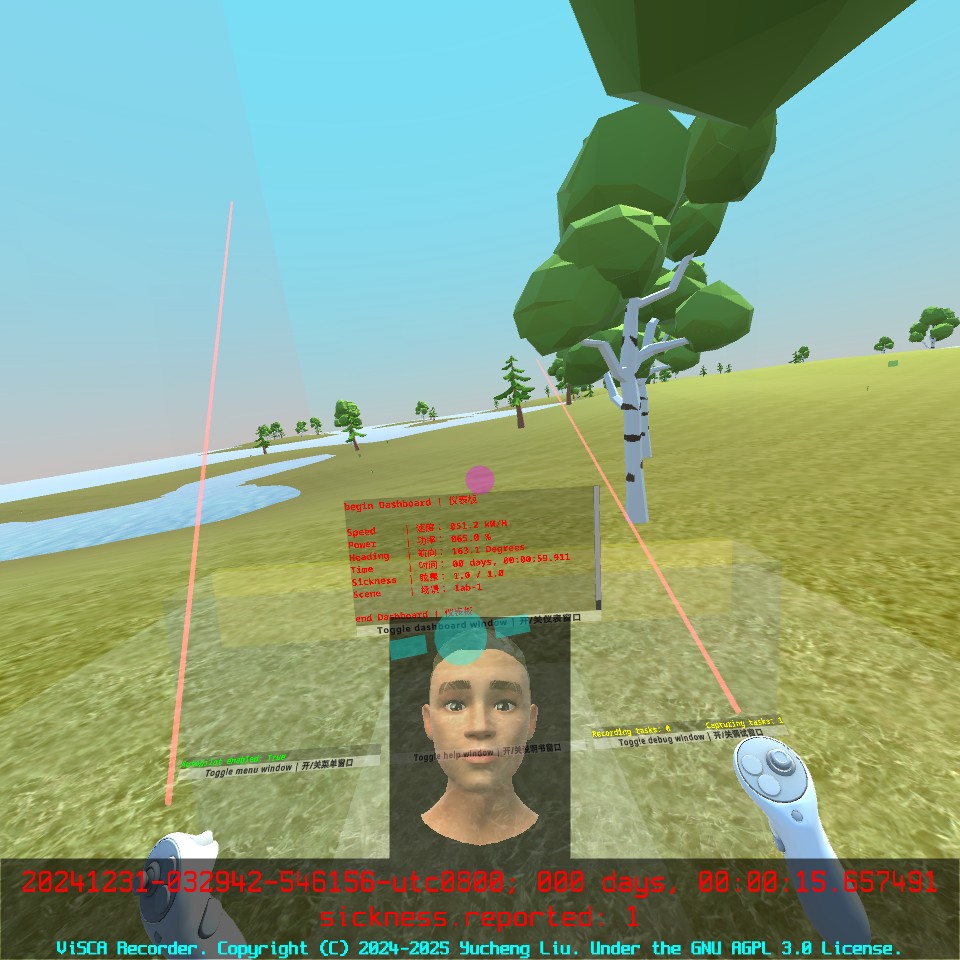 begin Dashboard | 仪表板
Speed | 速度: 051.2 kM/H
Power | 功率: 065.0 %
Heading | 航向: 103.1 Degrees
Time | 时间: 00 days, 00:00:59.911
Sickness | 眩晕: 1.0 / 1.0
Scene | 场景: lab-1
end Dashboard | 仪表板
Toggle dashboard window | 开/关仪表窗口
Recording tasks: 0 Capturing tasks: 1
Toggle debug window | 开/关调试窗口
Toggle help window | 开/关说明书窗口
enabled: True
Toggle menu window | 开/关菜单窗口
20241231-032942-546156-utc0800; 000 days, 00:00:15.657491
sickness.reported: 1
ViSCA Recorder. Copyright (C) 2024-2025 Yucheng Liu. Under the GNU AGPL 3.0 License.